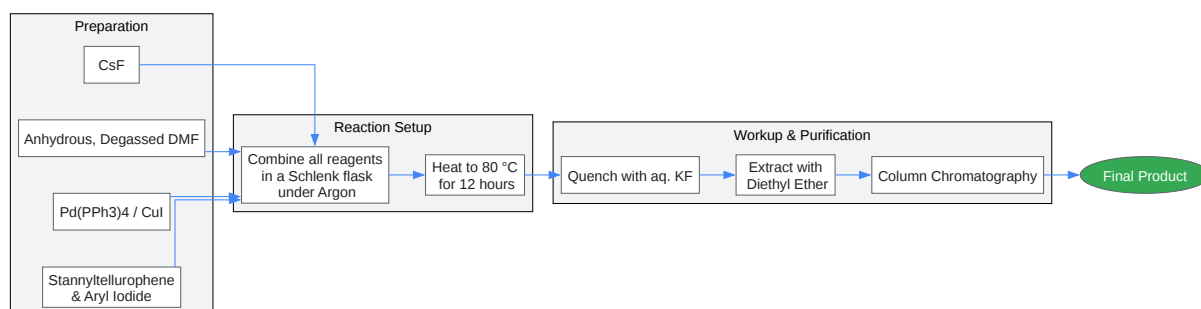 Preparation
CsF
Anhydrous, Degassed DMF
Pd(PPh3)4 / CuI
Stannyltellurophene
& Aryl Iodide
Reaction Setup
Combine all reagents
in a Schlenk flask
under Argon
Heat to 80 °C
for 12 hours
Workup & Purification
Quench with aq. KF
Extract with
Diethyl Ether
Column Chromatography
Final Product